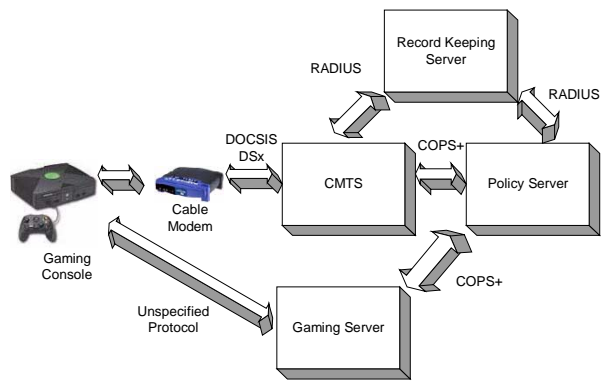 Record Keeping
Server
RADIUS
RADIUS
DOCSIS
DSx
COPS+
CMTS
Policy Server
Cable
Modem
Gaming
Console
COPS+
Unspecified
Protocol
Gaming Server